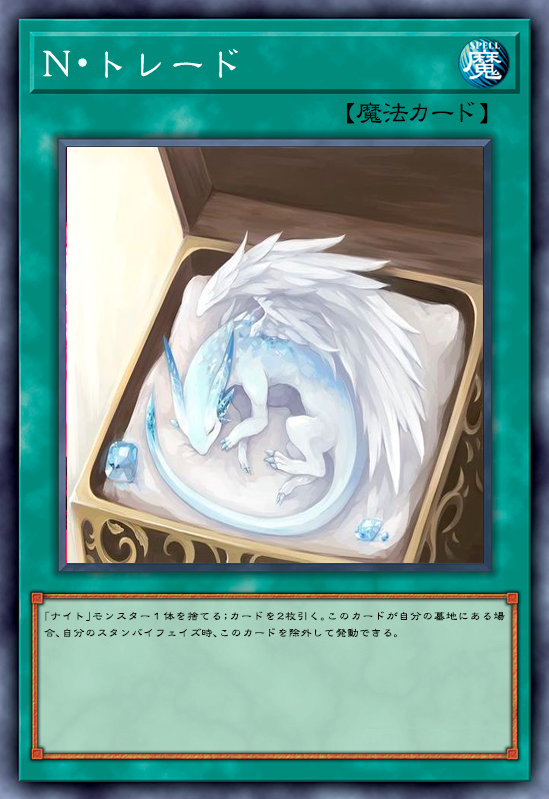 N・トレード
SPELL
魔
【魔法カード】
「ナイト」モンスター１体を捨てる；カードを２枚引く。このカードが自分の墓地にある場
合、自分のスタンバイフェイズ時、このカードを除外して発動できる。